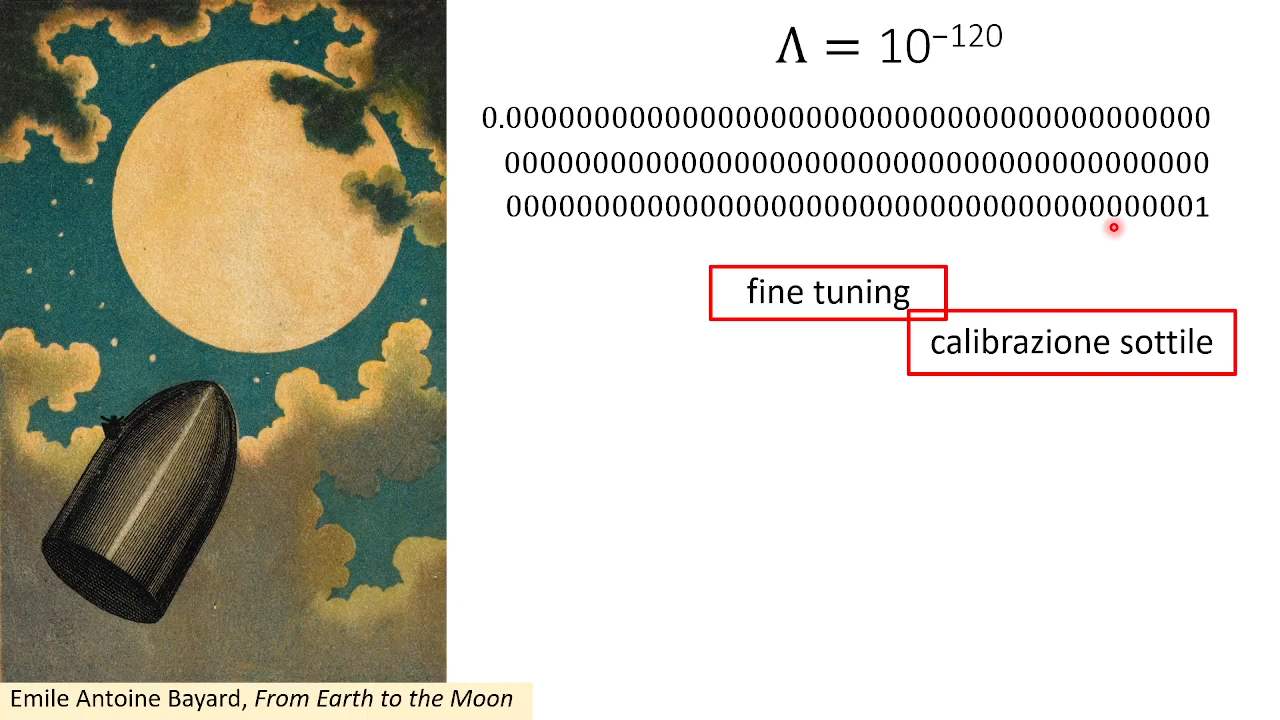 Λ = 10⁻¹²⁰
0.0000000000000000000000000000000000000000
0000000000000000000000000000000000000000
0000000000000000000000000000000000000001
fine tuning
calibrazione sottile
Emile Antoine Bayard, From Earth to the Moon